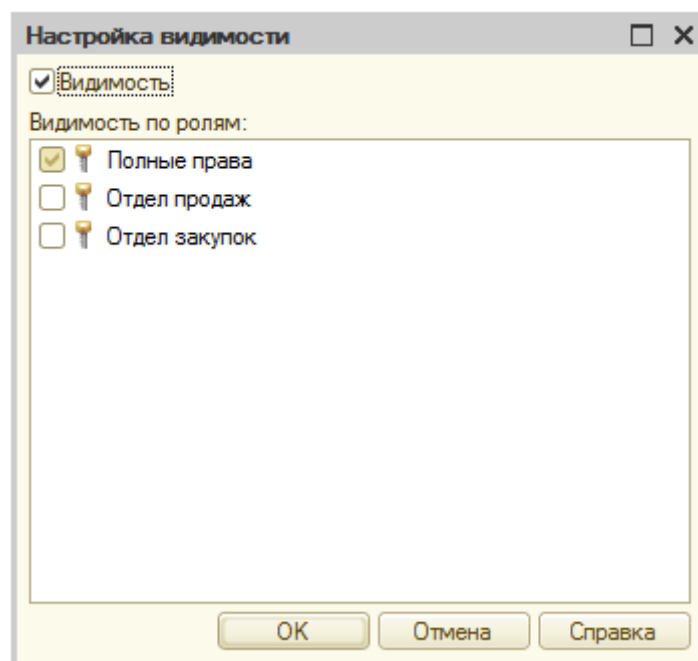 Настройка видимости
Видимость
Видимость по ролям:
Полные права
Отдел продаж
Отдел закупок
OK Отмена Справка